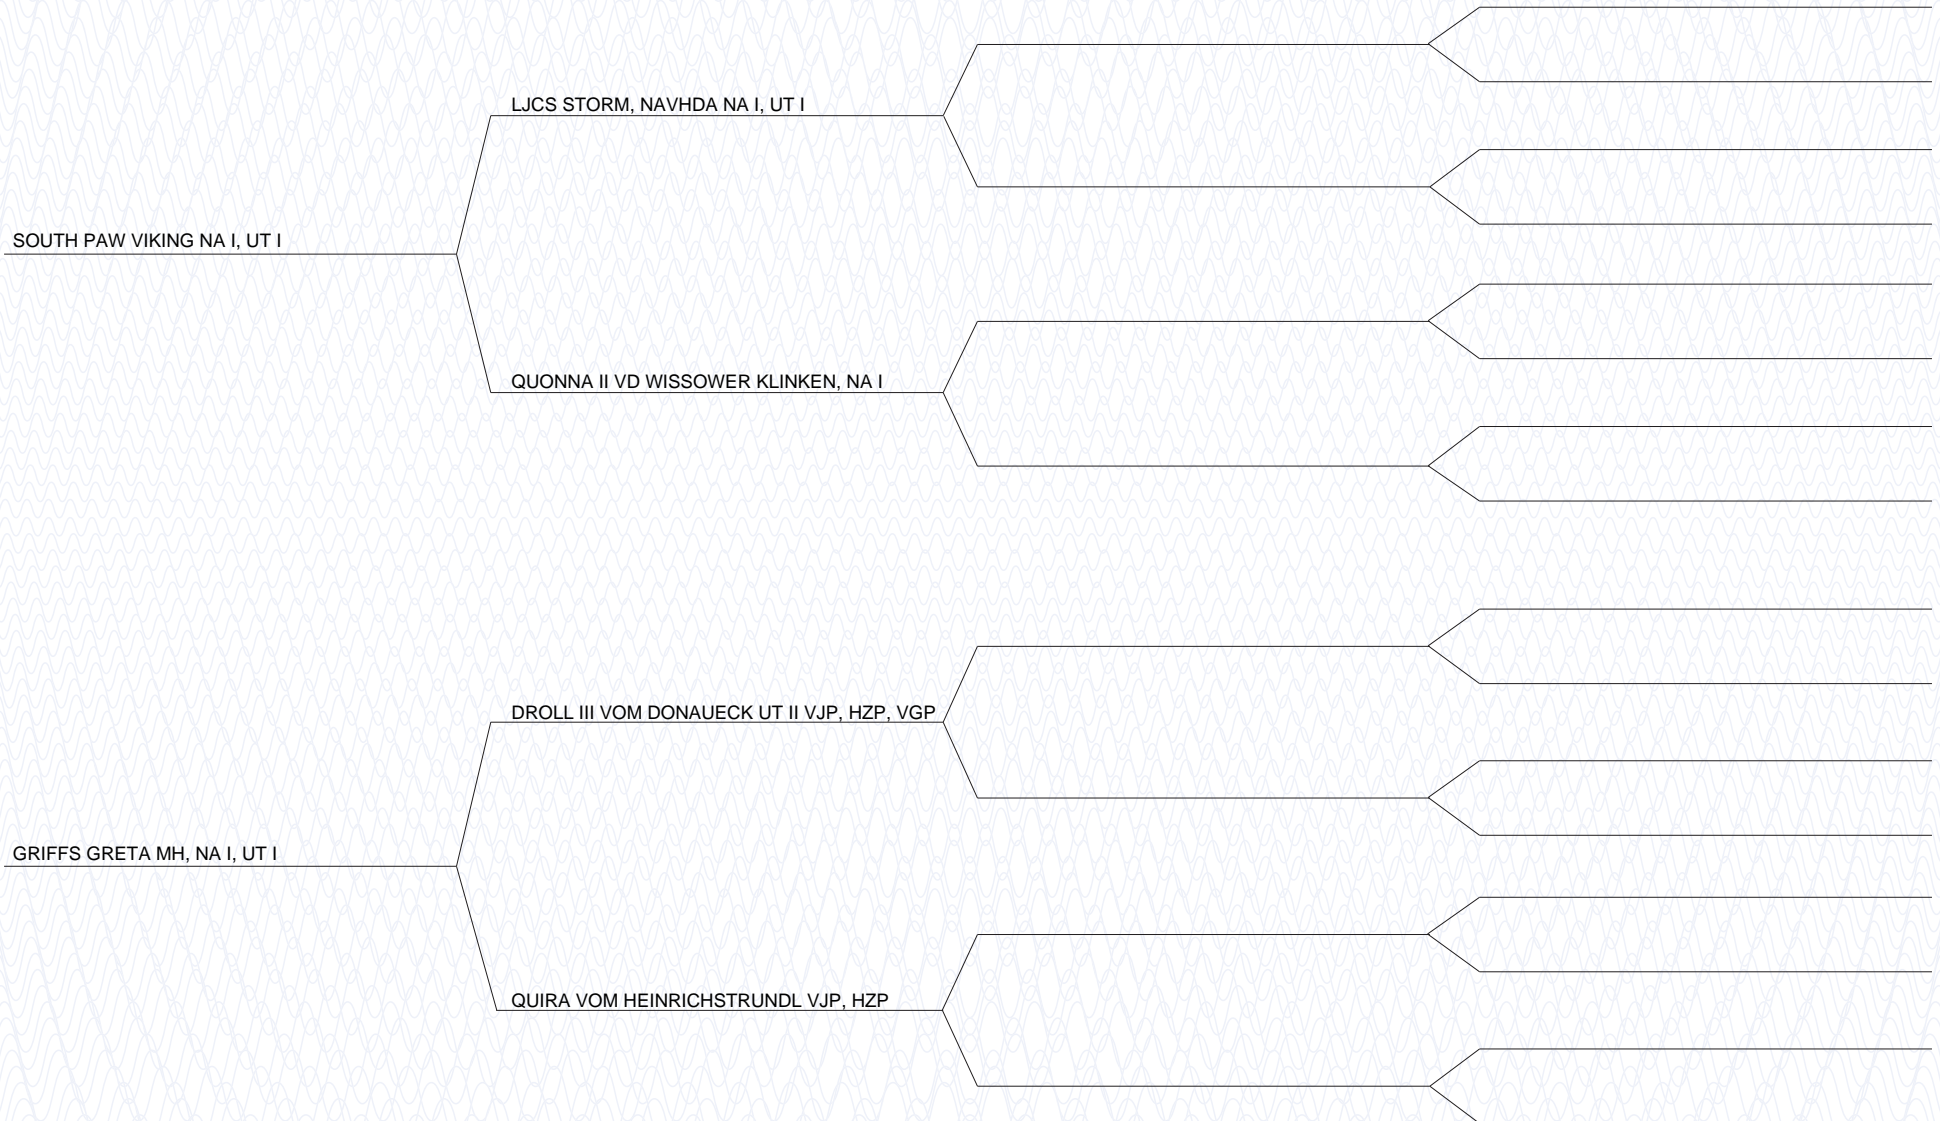 LJCS STORM, NAVHDA NA I, UT I
SOUTH PAW VIKING NA I, UT I
QUONNA II VD WISSOWER KLINKEN, NA I
DROLL III VOM DONAUECK UT II VJP, HZP, VGP
GRIFFS GRETA MH, NA I, UT I
QUIRA VOM HEINRICHSTRUNDL VJP, HZP